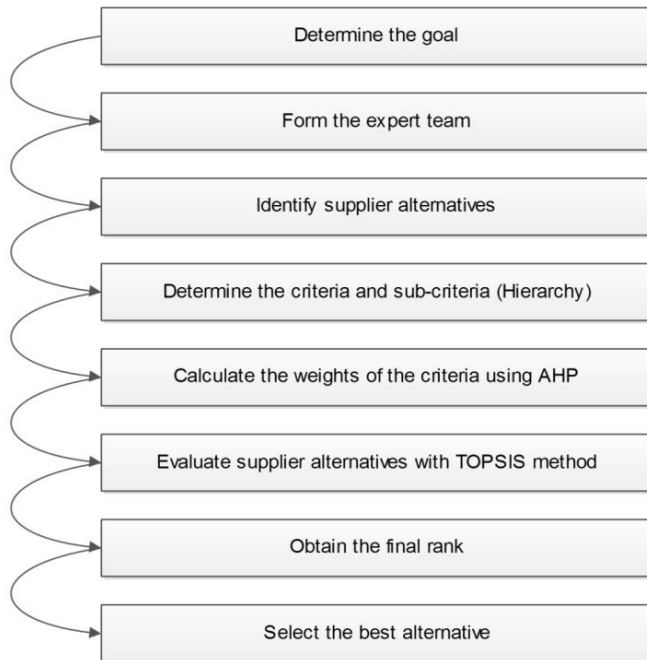 Determine the goal
Form the expert team
Identify supplier alternatives
Determine the criteria and sub-criteria (Hierarchy)
Calculate the weights of the criteria using AHP
Evaluate supplier alternatives with TOPSIS method
Obtain the final rank
Select the best alternative